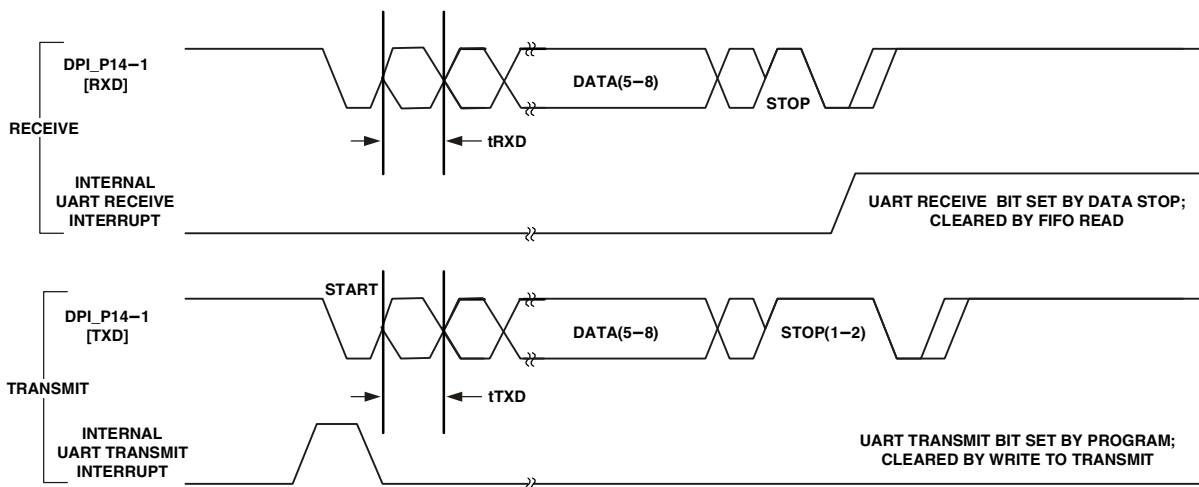 DPI_P14–1
[RXD]
DATA(5–8)
STOP
RECEIVE
tRXD
INTERNAL
UART RECEIVE
INTERRUPT
UART RECEIVE BIT SET BY DATA STOP;
CLEARED BY FIFO READ
START
DPI_P14–1
[TXD]
DATA(5–8)
STOP(1–2)
TRANSMIT
tTXD
INTERNAL
UART TRANSMIT
INTERRUPT
UART TRANSMIT BIT SET BY PROGRAM;
CLEARED BY WRITE TO TRANSMIT